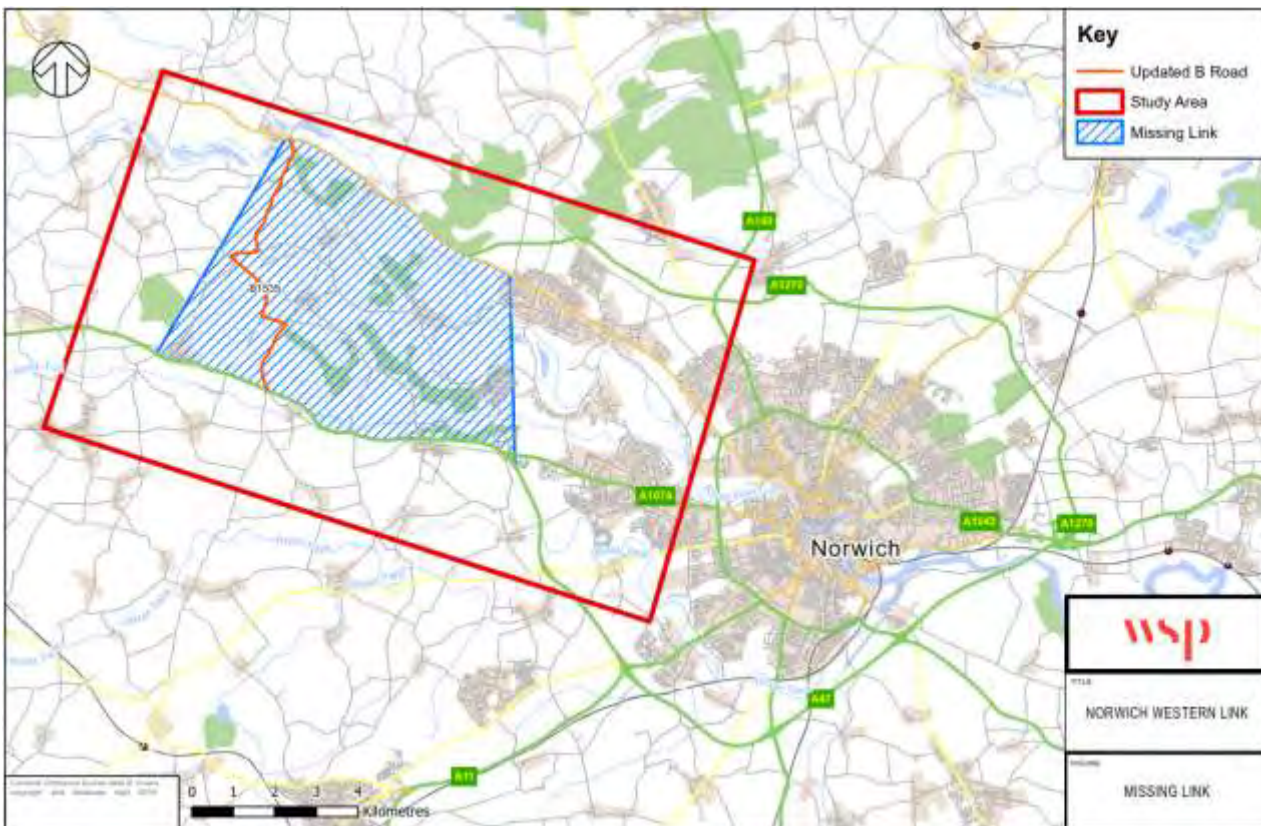 Key
Updated B Road
Study Area
Missing Link
A140
A1270
B1535
A1074
A1042
A1270
Norwich
A47
A11
0 1 2 3 4
Kilometres
wsp
TITLE
NORWICH WESTERN LINK
MISSING LINK